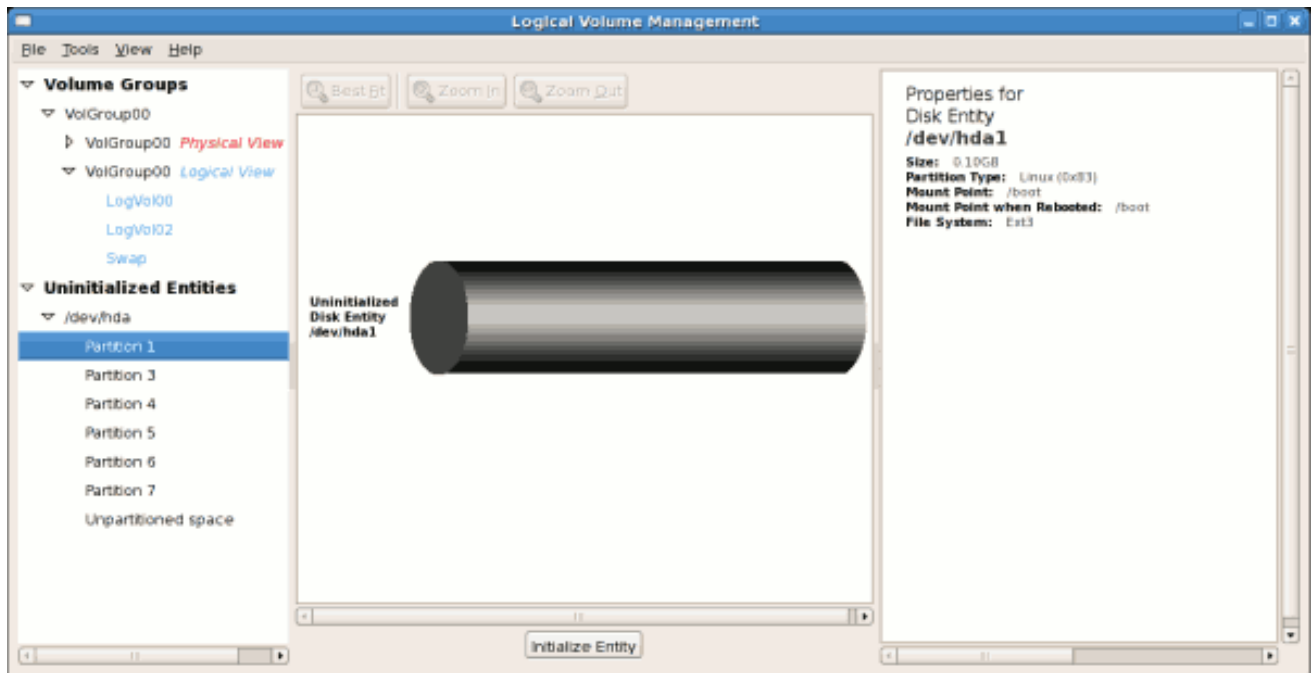 Logical Volume Management
File Tools View Help
Volume Groups
VolGroup00
VolGroup00 Physical View
VolGroup00 Logical View
LogVol00
LogVol02
Swap
Uninitialized Entities
/dev/hda
Partition 1
Partition 3
Partition 4
Partition 5
Partition 6
Partition 7
Unpartitioned space
Best Fit Zoom In Zoom Out
Uninitialized
Disk Entity
/dev/hda1
Initialize Entity
Properties for
Disk Entity
/dev/hda1
Size: 0.10GB
Partition Type: Linux (0x83)
Mount Point: /boot
Mount Point when Rebooted: /boot
File System: Ext3